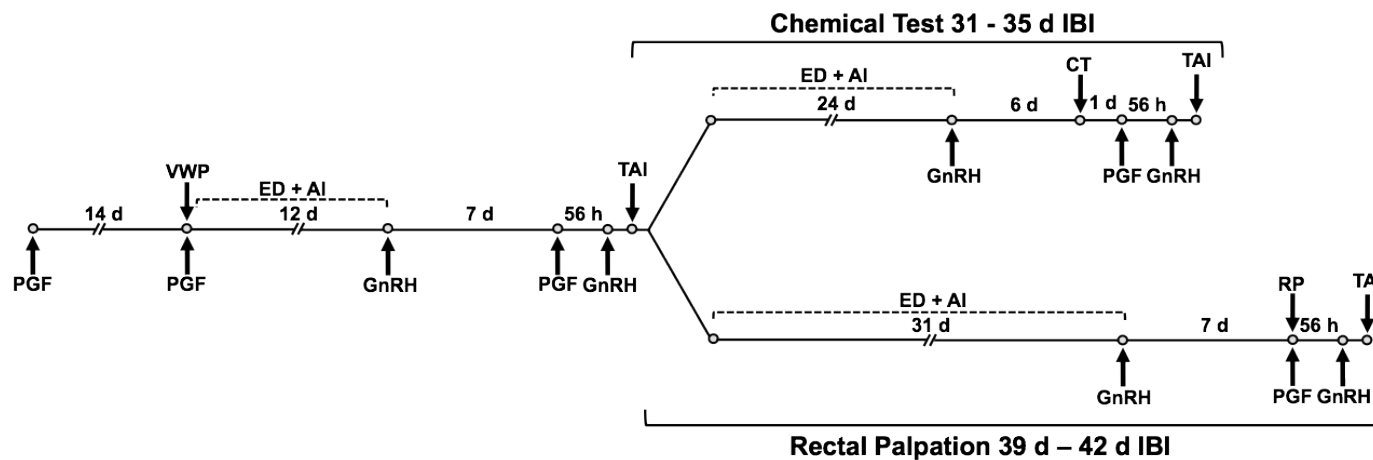 Chemical Test 31 - 35 d IBI
CT
TAI
ED + AI
24 d
6 d
1 d
56 h
GnRH
PGF
GnRH
VWP
TAI
ED + AI
14 d
12 d
7 d
56 h
PGF
PGF
GnRH
PGF
GnRH
RP
TA
ED + AI
31 d
7 d
56 h
GnRH
PGF
GnRH
Rectal Palpation 39 d – 42 d IBI